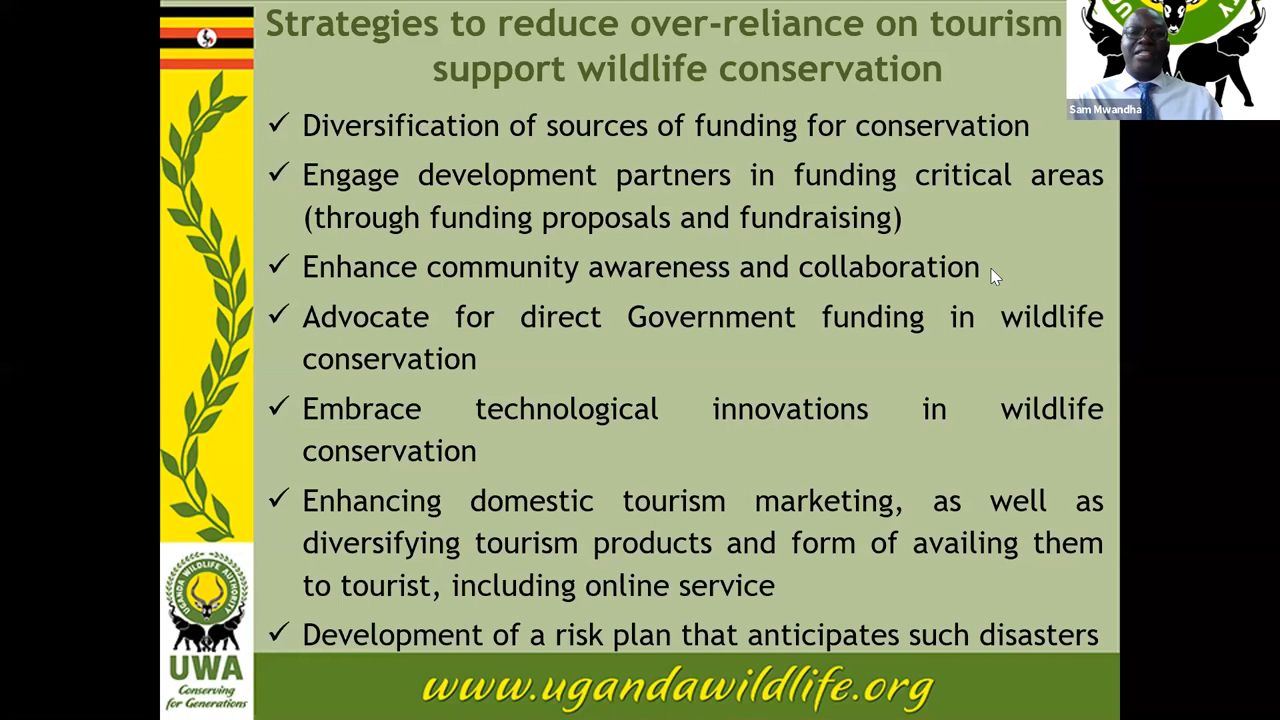 Strategies to reduce over-reliance on tourism
support wildlife conservation
Sam Mwandha
✓ Diversification of sources of funding for conservation
✓ Engage development partners in funding critical areas
(through funding proposals and fundraising)
✓ Enhance community awareness and collaboration
✓ Advocate for direct Government funding in wildlife
conservation
✓ Embrace technological innovations in wildlife
conservation
✓ Enhancing domestic tourism marketing, as well as
diversifying tourism products and form of availing them
to tourist, including online service
✓ Development of a risk plan that anticipates such disasters
UGANDA WILDLIFE AUTHORITY
UWA
Conserving
for Generations
www.ugandawildlife.org